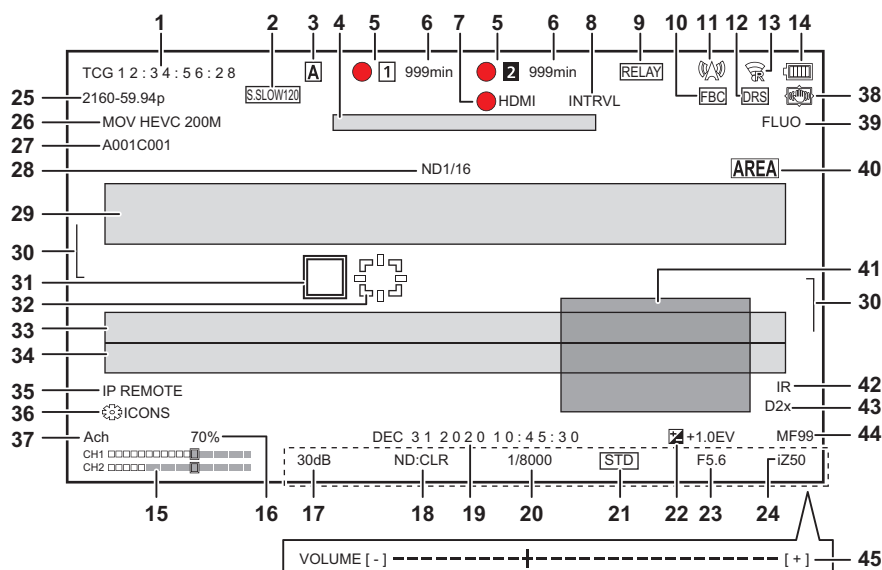 1 2 3 4 5 6 7 5 6 8 9 10 11 12 13 14
TCG 12:34:56:28 A 1 999min 2 999min RELAY
S.SLOW120 HDMI INTRVL FBC DRS R
25 2160-59.94p 38
26 MOV HEVC 200M FLUO 39
27 A001C001
28 ND1/16 AREA 40
29
30 41
31 30
32
33
34
35 IP REMOTE IR 42
36 ICONS D2x 43
37 Ach 70% DEC 31 2020 10:45:30 +1.0EV MF99 44
CH1
CH2 30dB ND:CLR 1/8000 STD F5.6 iZ50
15 16 17 18 19 20 21 22 23 24
VOLUME [ - ] [ + ] 45